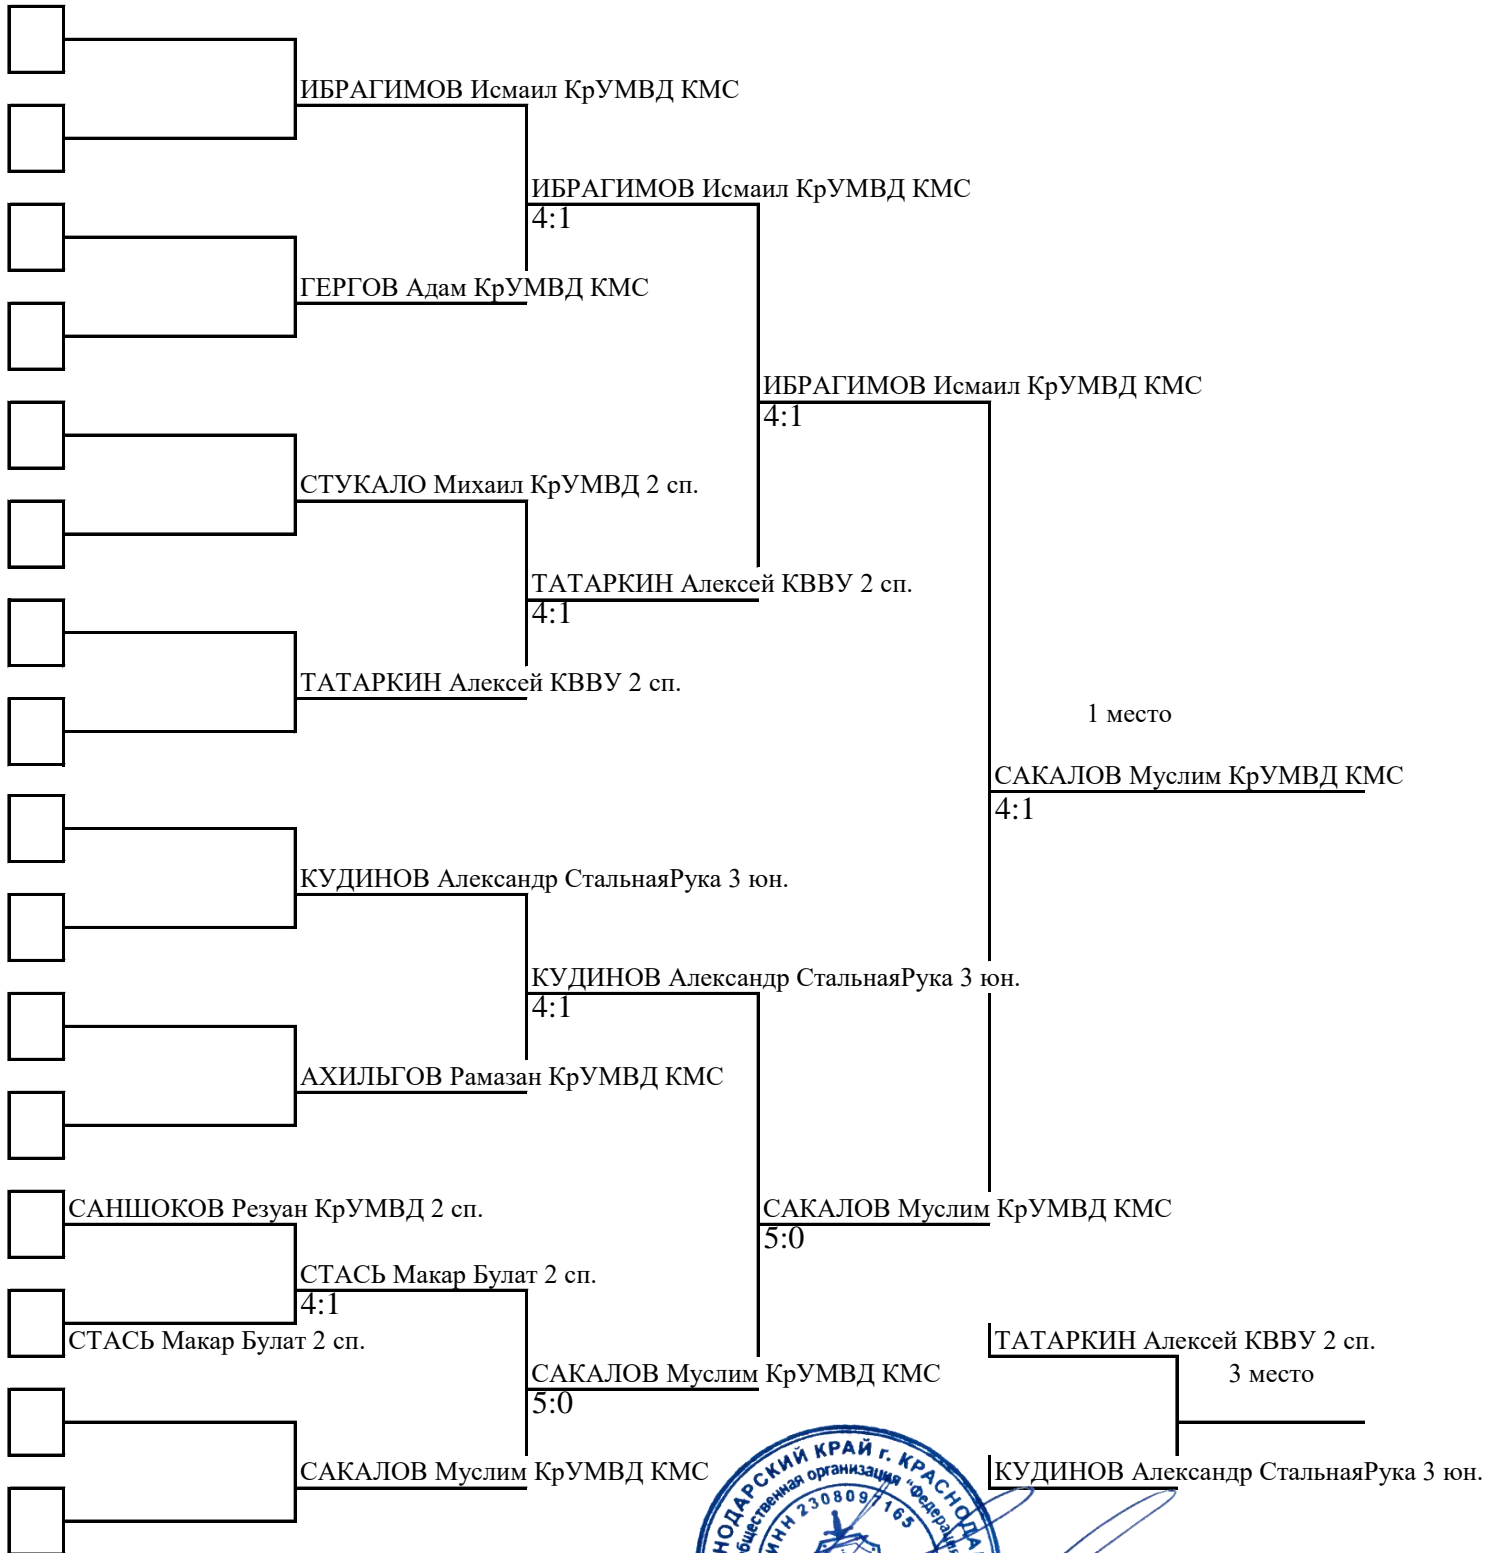 ИБРАГИМОВ Исмаил КрУМВД КМС
ИБРАГИМОВ Исмаил КрУМВД КМС
4:1
ГЕРГОВ Адам КрУМВД КМС
ИБРАГИМОВ Исмаил КрУМВД КМС
4:1
СТУКАЛО Михаил КрУМВД 2 сп.
ТАТАРКИН Алексей КВВУ 2 сп.
4:1
ТАТАРКИН Алексей КВВУ 2 сп.
1 место
САКАЛОВ Муслим КрУМВД КМС
4:1
КУДИНОВ Александр СтальнаяРука 3 юн.
КУДИНОВ Александр СтальнаяРука 3 юн.
4:1
АХИЛЬГОВ Рамазан КрУМВД КМС
САНШОКОВ Резуан КрУМВД 2 сп.
САКАЛОВ Муслим КрУМВД КМС
5:0
СТАСЬ Макар Булат 2 сп.
4:1
СТАСЬ Макар Булат 2 сп.
ТАТАРКИН Алексей КВВУ 2 сп.
САКАЛОВ Муслим КрУМВД КМС
3 место
5:0
САКАЛОВ Муслим КрУМВД КМС
КУДИНОВ Александр СтальнаяРука 3 юн.
КРАЙ г.
организация "Федерация
ИНН 2308097165